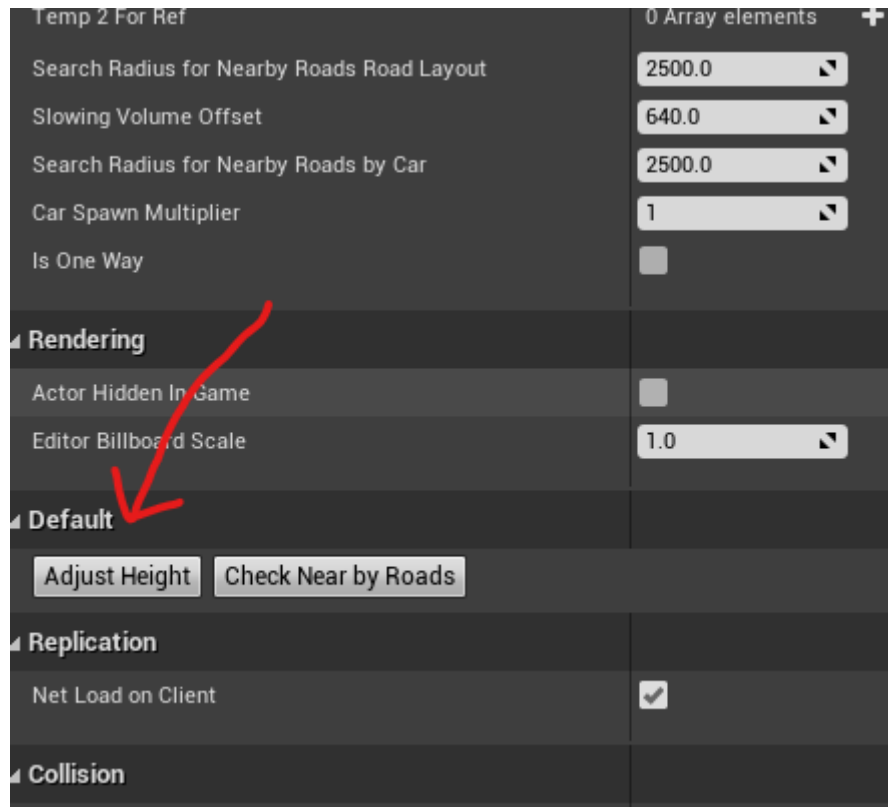 Temp 2 For Ref 0 Array elements
Search Radius for Nearby Roads Road Layout 2500.0
Slowing Volume Offset 640.0
Search Radius for Nearby Roads by Car 2500.0
Car Spawn Multiplier 1
Is One Way
Rendering
Actor Hidden In Game
Editor Billboard Scale 1.0
Default
Adjust Height Check Near by Roads
Replication
Net Load on Client
Collision